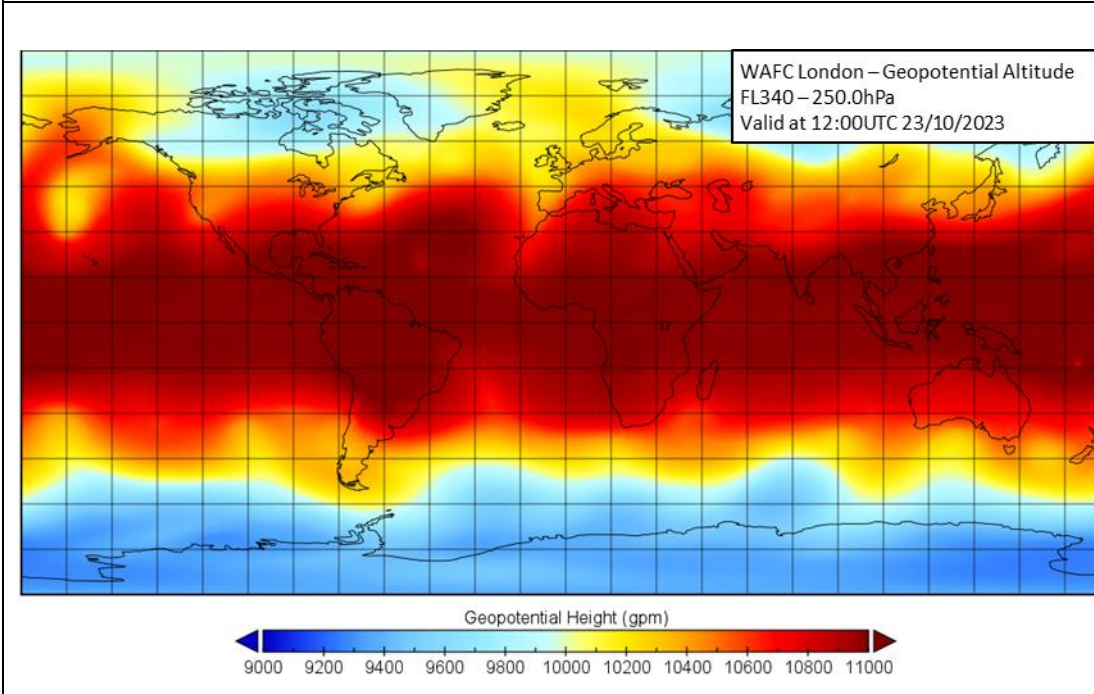 WAFC London – Geopotential Altitude
FL340 – 250.0hPa
Valid at 12:00UTC 23/10/2023
Geopotential Height (gpm)
9000 9200 9400 9600 9800 10000 10200 10400 10600 10800 11000